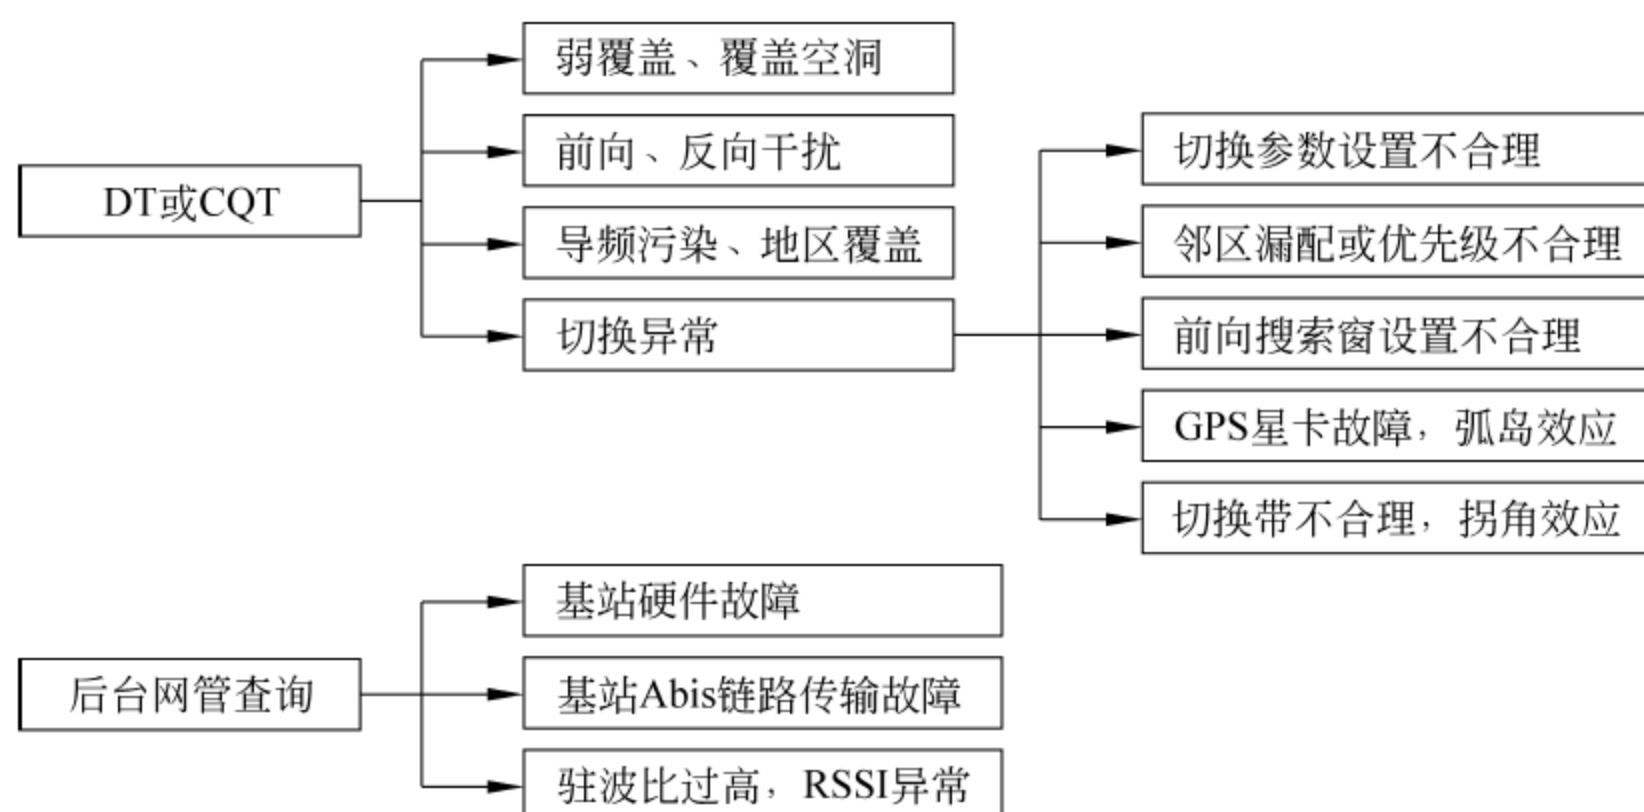 弱覆盖、覆盖空洞
前向、反向干扰
DT或CQT
导频污染、地区覆盖
切换异常
切换参数设置不合理
邻区漏配或优先级不合理
前向搜索窗设置不合理
GPS星卡故障，弧岛效应
切换带不合理，拐角效应
基站硬件故障
后台网管查询
基站Abis链路传输故障
驻波比过高，RSSI异常